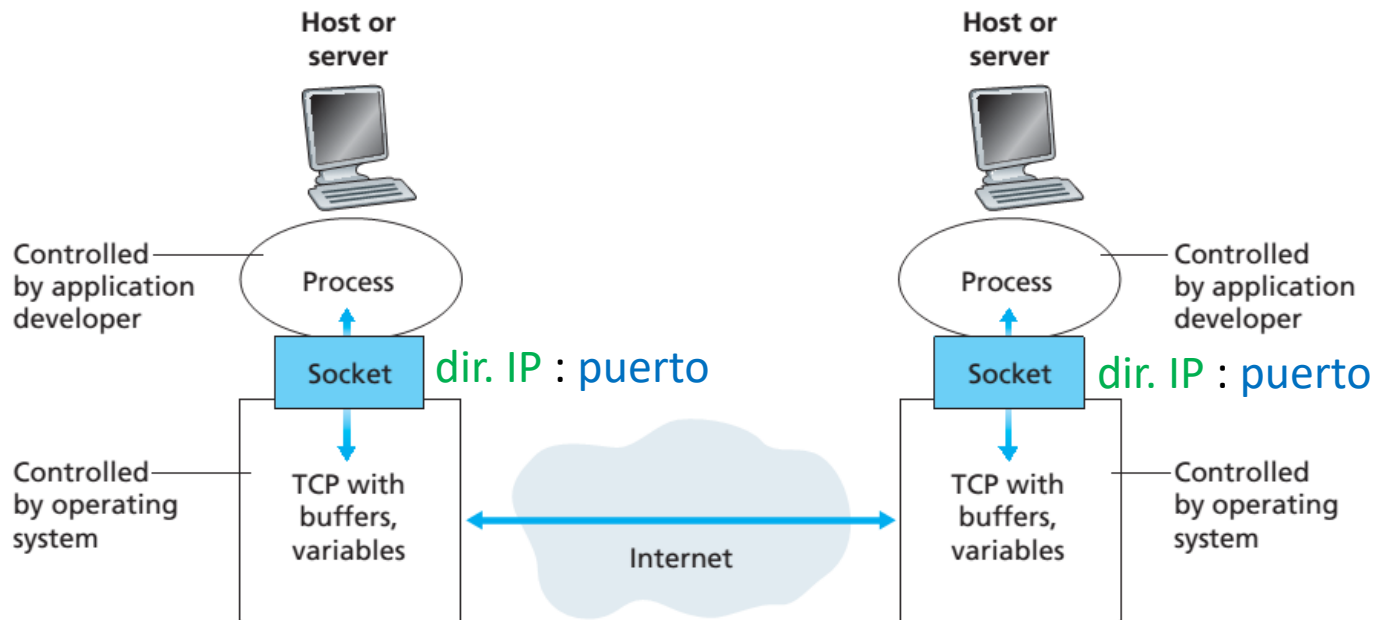 Host or
server
Host or
server
Controlled
by application
developer
Process
Process
Controlled
by application
developer
Socket
dir. IP : puerto
Socket
dir. IP : puerto
Controlled
by operating
system
TCP with
buffers,
variables
Internet
TCP with
buffers,
variables
Controlled
by operating
system